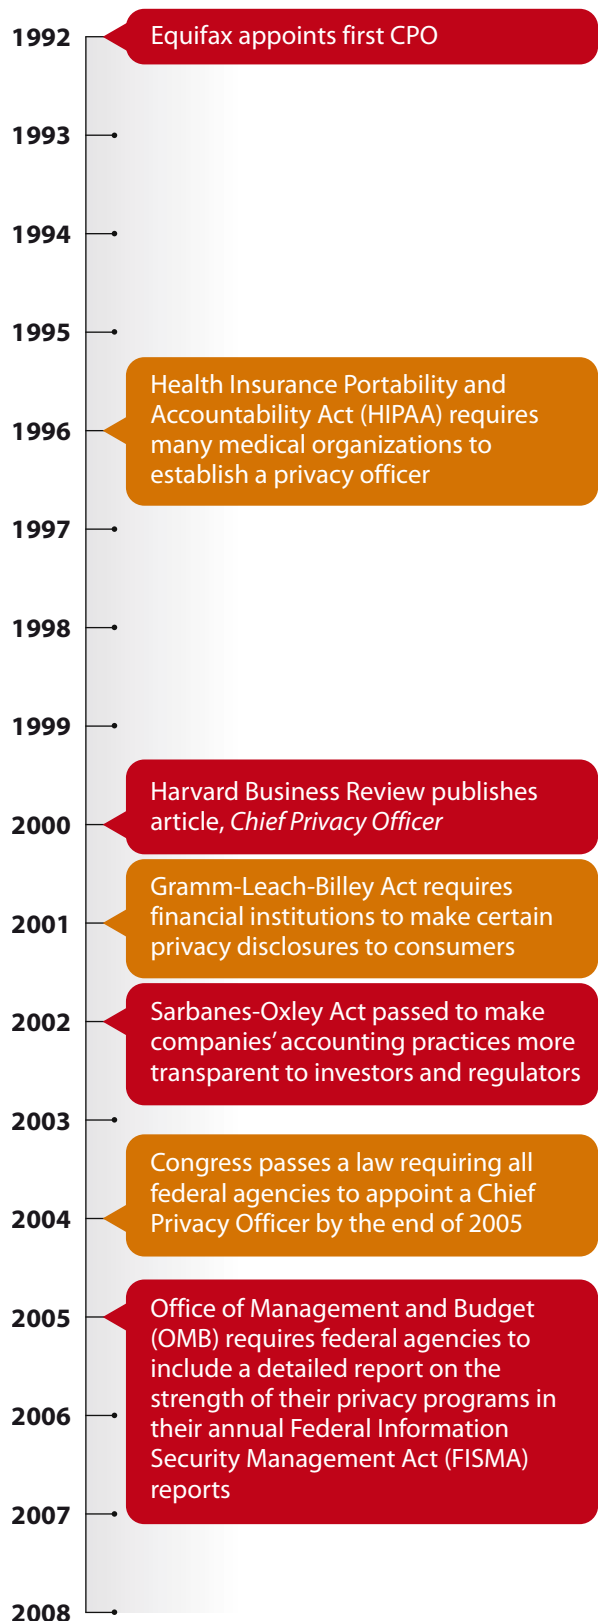 1992
Equifax appoints first CPO
1993
1994
1995
Health Insurance Portability and
Accountability Act (HIPAA) requires
1996
many medical organizations to
establish a privacy officer
1997
1998
1999
Harvard Business Review publishes
2000
article, Chief Privacy Officer
Gramm-Leach-Billey Act requires
2001
financial institutions to make certain
privacy disclosures to consumers
2002
Sarbanes-Oxley Act passed to make
companies' accounting practices more
transparent to investors and regulators
2003
Congress passes a law requiring all
federal agencies to appoint a Chief
2004
Privacy Officer by the end of 2005
2005
Office of Management and Budget
(OMB) requires federal agencies to
include a detailed report on the
strength of their privacy programs in
2006
their annual Federal Information
Security Management Act (FISMA)
reports
2007
2008